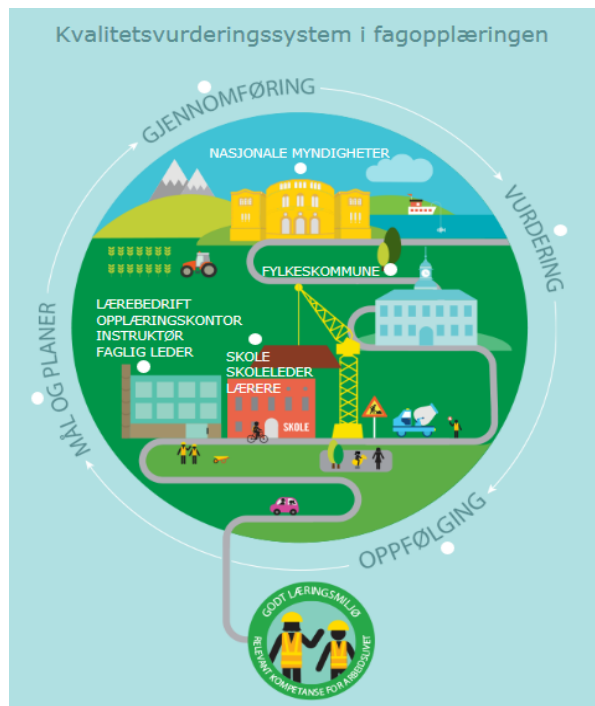 Kvalitetsvurderingssystem i fagopplæringen
GJENNOMFØRING
NASJONALE MYNDIGHETER
VURDERING
FYLKESKOMMUNE
LÆREBEDRIFT
OPPLÆRINGSKONTOR
INSTRUKTØR
FAGLIG LEDER
MÅL OG PLANER
SKOLE
SKOLELEDER
LÆRERE
SKOLE
OPPFØLGING
GODT LÆRINGSMILJØ
RELEVANT KOMPETANSE FOR ARBEIDSLIVET